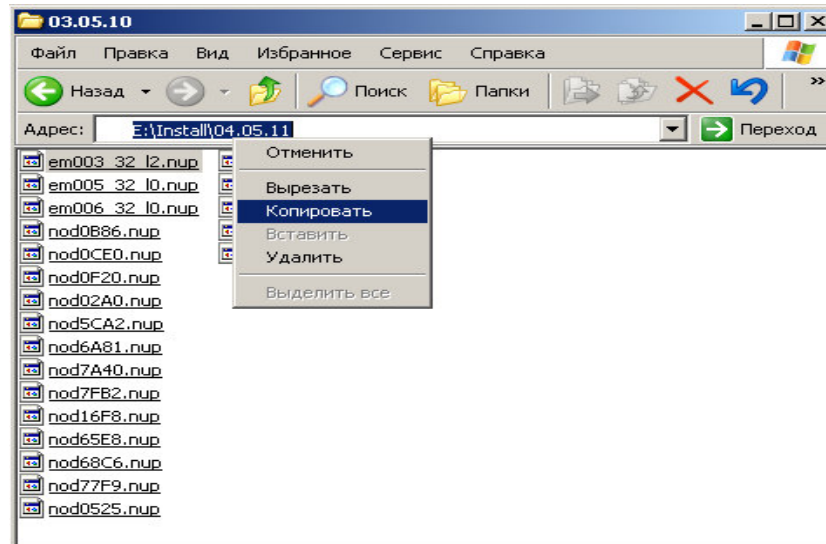 03.05.10
Файл Правка Вид Избранное Сервис Справка
Назад Поиск Папки »
Адрес: E:\Install\04.05.11 Переход
em003_32_l2.nup
em005_32_l0.nup
em006_32_l0.nup
nod0B86.nup
nod0CE0.nup
nod0F20.nup
nod02A0.nup
nod5CA2.nup
nod6A81.nup
nod7A40.nup
nod7FB2.nup
nod16F8.nup
nod65E8.nup
nod68C6.nup
nod77F9.nup
nod0525.nup
Отменить
Вырезать
Копировать
Вставить
Удалить
Выделить все